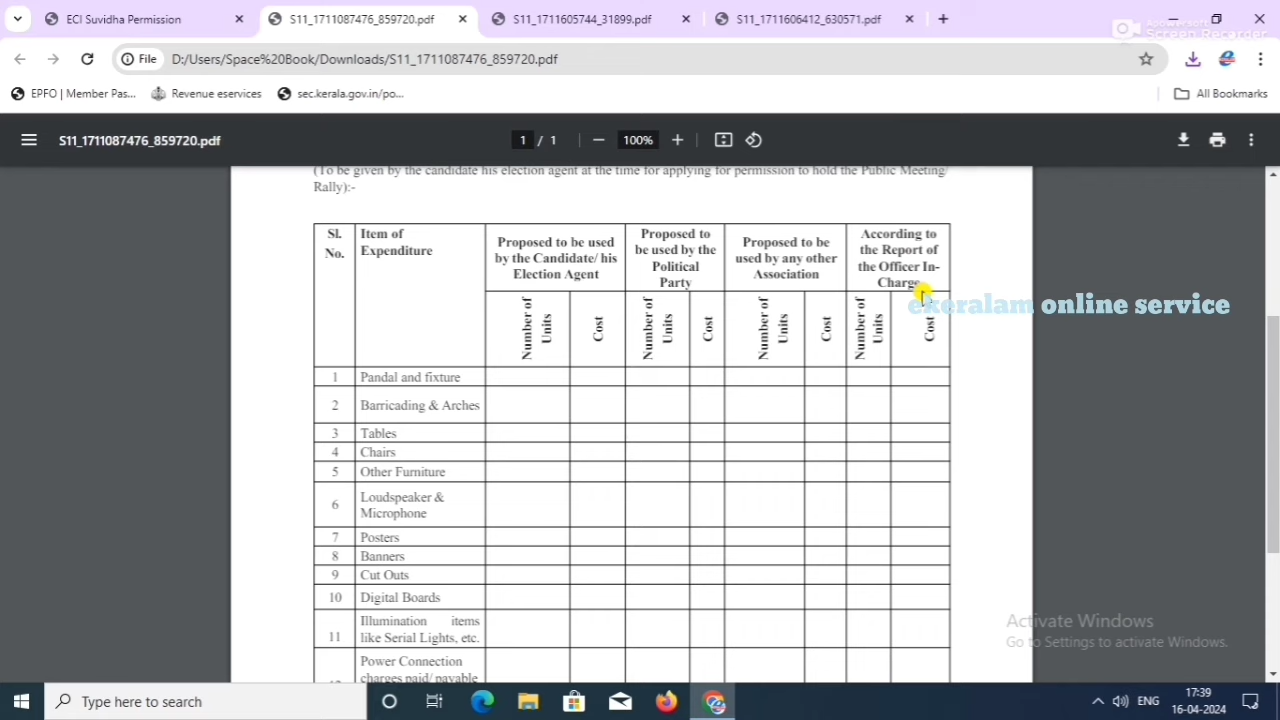 ECI Suvidha Permission
S11_1711087476_859720.pdf
S11_1711605744_31899.pdf
S11_1711606412_630571.pdf
Apowersoft
Screen Recorder
File
D:/Users/Space%20Book/Downloads/S11_1711087476_859720.pdf
EPFO | Member Pas...
Revenue eservices
sec.kerala.gov.in/po...
All Bookmarks
S11_1711087476_859720.pdf
1 / 1
100%
(To be given by the candidate his election agent at the time for applying for permission to hold the Public Meeting/
Rally):-
Sl.
No.
Item of
Expenditure
Proposed to be used
by the Candidate/ his
Election Agent
Proposed to
be used by the
Political
Party
Proposed to be
used by any other
Association
According to
the Report of
the Officer In-
Charge
ekeralam online service
Number of
Units
Cost
Number of
Units
Cost
Number of
Units
Cost
Number of
Units
Cost
1 Pandal and fixture
2 Barricading & Arches
3 Tables
4 Chairs
5 Other Furniture
6 Loudspeaker &
Microphone
7 Posters
8 Banners
9 Cut Outs
10 Digital Boards
11 Illumination items
like Serial Lights, etc.
Power Connection
charges paid/ payable
Activate Windows
Go to Settings to activate Windows.
Type here to search
ENG
17:39
16-04-2024